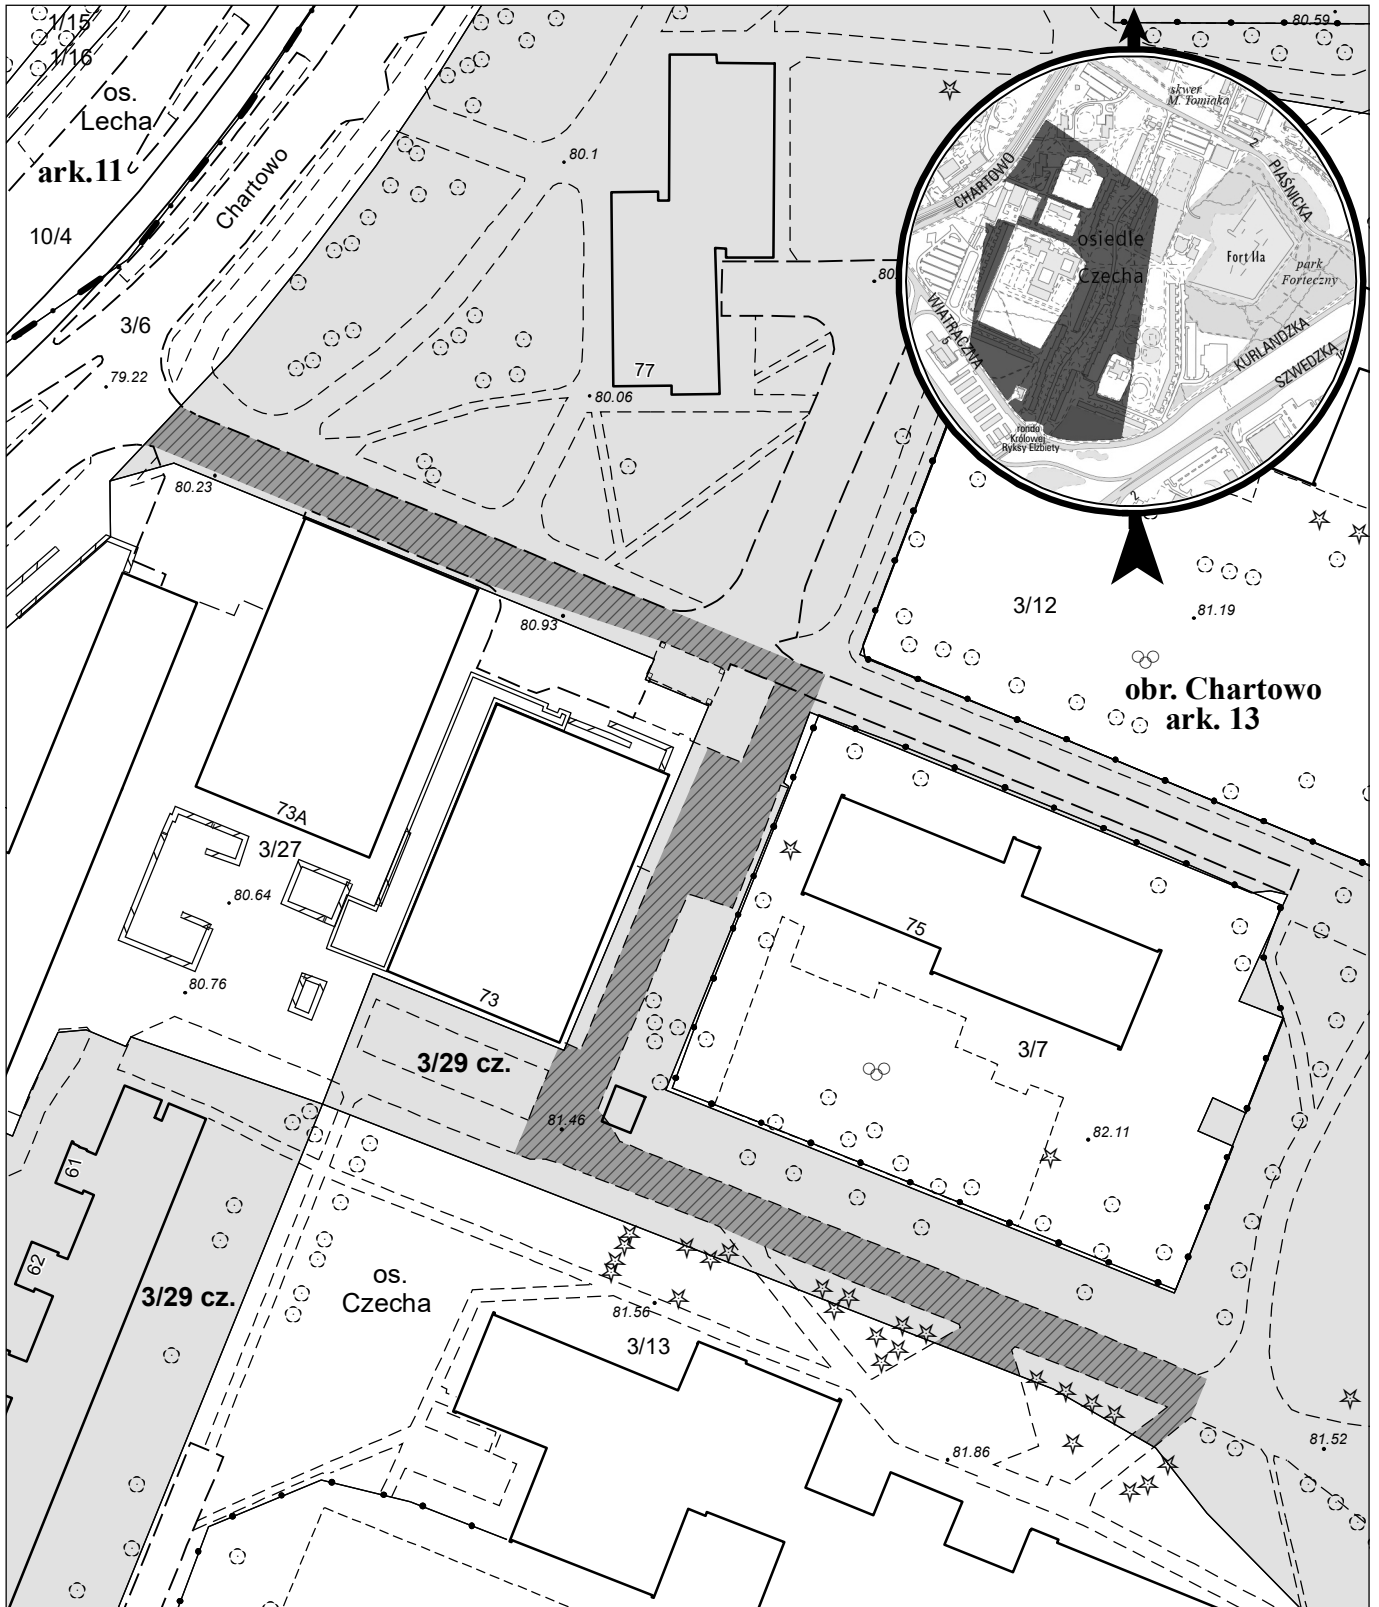 1/15
1/16
os.
Lecha
ark.11
10/4
Chartowo
3/6
79.22
80.1
80.59
77
80.06
80.
skwer
M. Tomiaka
2
PIAŚNICKA
CHARTOWO
osiedle
Czecha
Fort IIa
park
Forteczny
WIATRACZNA
5
KURLANDZKA
SZWEDZKA
rondo
Królowej
Ryksy Elżbiety
2
80.23
80.93
3/12
81.19
obr. Chartowo
ark. 13
73A
3/27
80.64
80.76
73
75
3/7
3/29 cz.
81.46
82.11
61
62
3/29 cz.
os.
Czecha
81.56
3/13
81.86
81.52